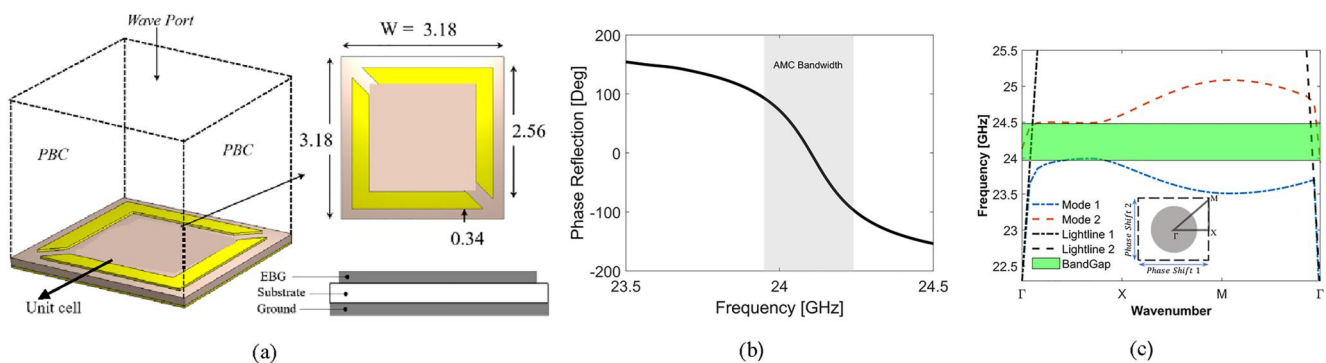 Wave Port
PBC
PBC
Unit cell
W = 3.18
3.18
2.56
0.34
EBG
Substrate
Ground
(a)
200
100
0
-100
-200
Phase Reflection [Deg]
AMC Bandwidth
23.5
24
24.5
Frequency [GHz]
(b)
25.5
25
24.5
24
23.5
23
22.5
Frequency [GHz]
Mode 1
Mode 2
Lightline 1
Lightline 2
BandGap
Phase Shift 2
M
Γ
X
Phase Shift 1
Γ
X
M
Γ
Wavenumber
(c)